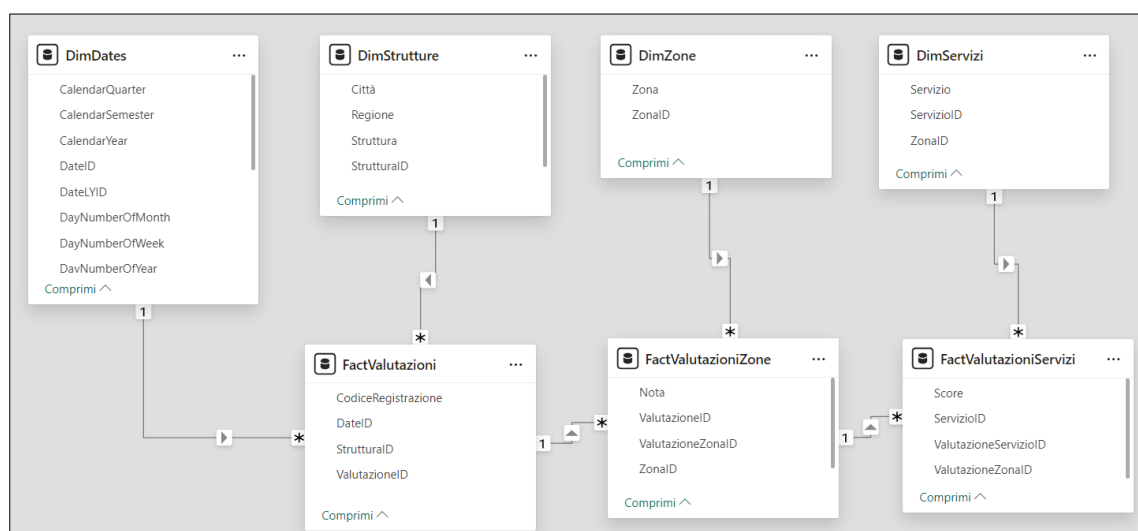 DimDates ...
CalendarQuarter
CalendarSemester
CalendarYear
DateID
DateLYID
DayNumberOfMonth
DayNumberOfWeek
DayNumberOfYear
Comprimi
1
DimStrutture ...
Città
Regione
Struttura
StrutturaID
Comprimi
1
DimZone ...
Zona
ZonaID
Comprimi
1
DimServizi ...
Servizio
ServizioID
ZonaID
Comprimi
1
*
*
*
FactValutazioni ...
CodiceRegistrazione
DateID
StrutturaID
ValutazioneID
Comprimi
*
1
*
FactValutazioniZone ...
Nota
ValutazioneID
ValutazioneZonaID
ZonaID
Comprimi
1
*
FactValutazioniServizi ...
Score
ServizioID
ValutazioneServizioID
ValutazioneZonaID
Comprimi